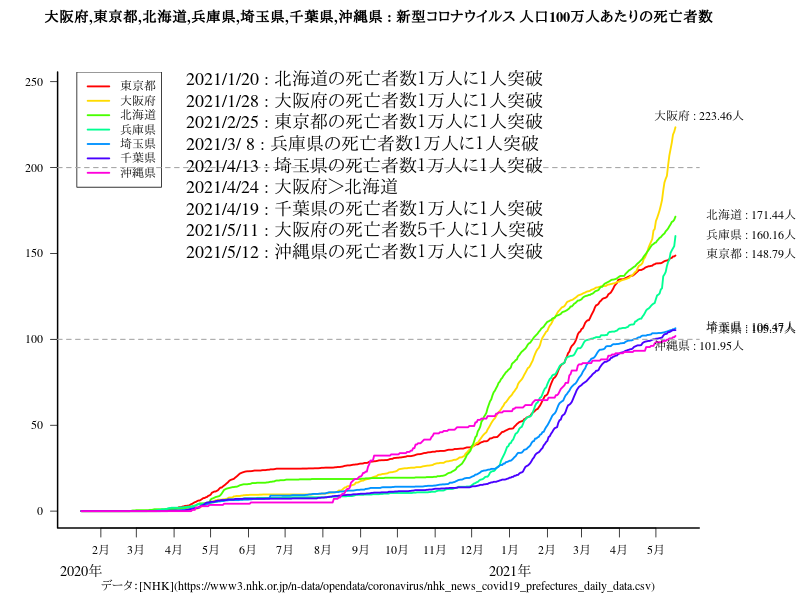 大阪府,東京都,北海道,兵庫県,埼玉県,千葉県,沖縄県 : 新型コロナウイルス 人口100万人あたりの死亡者数
250
200
150
100
50
0
東京都
大阪府
北海道
兵庫県
埼玉県
千葉県
沖縄県
2021/1/20 : 北海道の死亡者数1万人に1人突破
2021/1/28 : 大阪府の死亡者数1万人に1人突破
2021/2/25 : 東京都の死亡者数1万人に1人突破
2021/3/ 8 : 兵庫県の死亡者数1万人に1人突破
2021/4/13 : 埼玉県の死亡者数1万人に1人突破
2021/4/24 : 大阪府＞北海道
2021/4/19 : 千葉県の死亡者数1万人に1人突破
2021/5/11 : 大阪府の死亡者数５千人に1人突破
2021/5/12 : 沖縄県の死亡者数1万人に1人突破
大阪府 : 223.46人
北海道 : 171.44人
兵庫県 : 160.16人
東京都 : 148.79人
埼玉県 : 106.47人
千葉県 :
沖縄県 : 101.95人
2月 3月 4月 5月 6月 7月 8月 9月 10月 11月 12月 1月 2月 3月 4月 5月
2020年 2021年
データ : [NHK](https://www3.nhk.or.jp/n-data/opendata/coronavirus/nhk_news_covid19_prefectures_daily_data.csv)